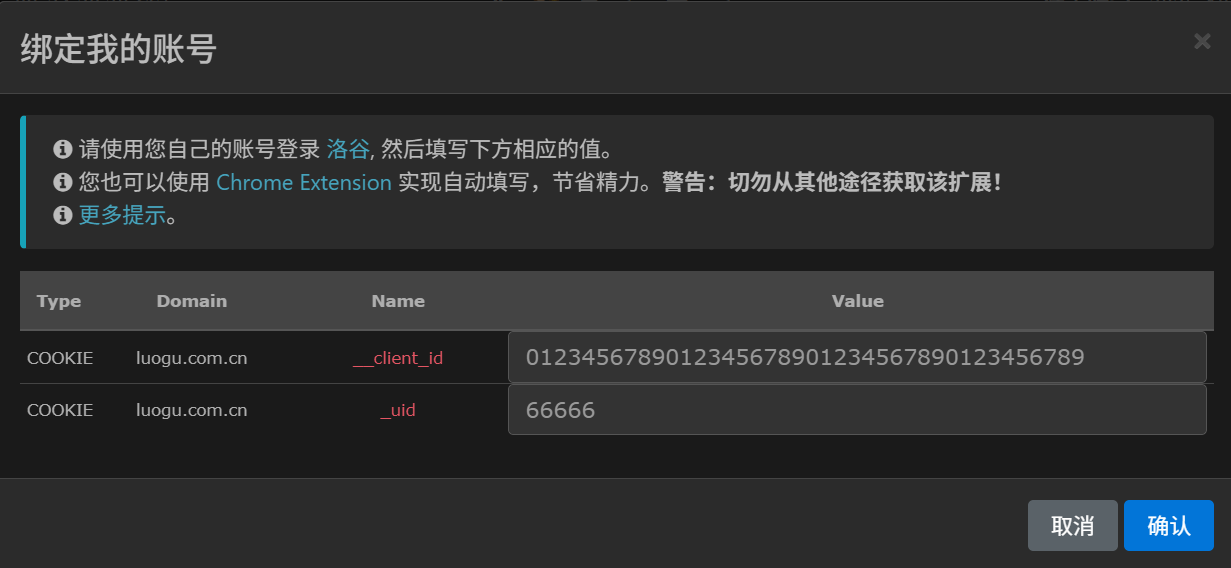 绑定我的账号
请使用您自己的账号登录 洛谷, 然后填写下方相应的值。
您也可以使用 Chrome Extension 实现自动填写，节省精力。警告：切勿从其他途径获取该扩展！
更多提示。
Type Domain Name Value
COOKIE luogu.com.cn __client_id 0123456789012345678901234567890123456789
COOKIE luogu.com.cn _uid 66666
取消 确认